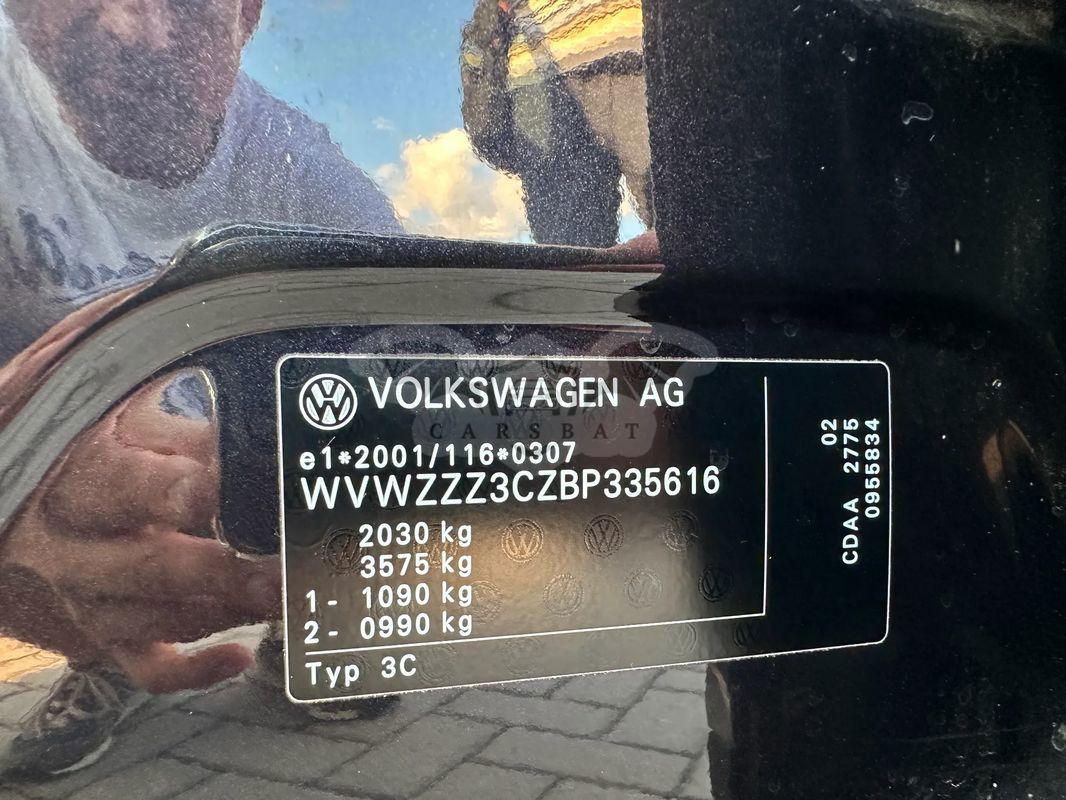 VOLKSWAGEN AG
CARSBAT
e1*2001/116*0307
WVWZZZ3CZBP335616
2030 kg
3575 kg
1- 1090 kg
2- 0990 kg
Typ 3C
02
CDAA 2775
0955834